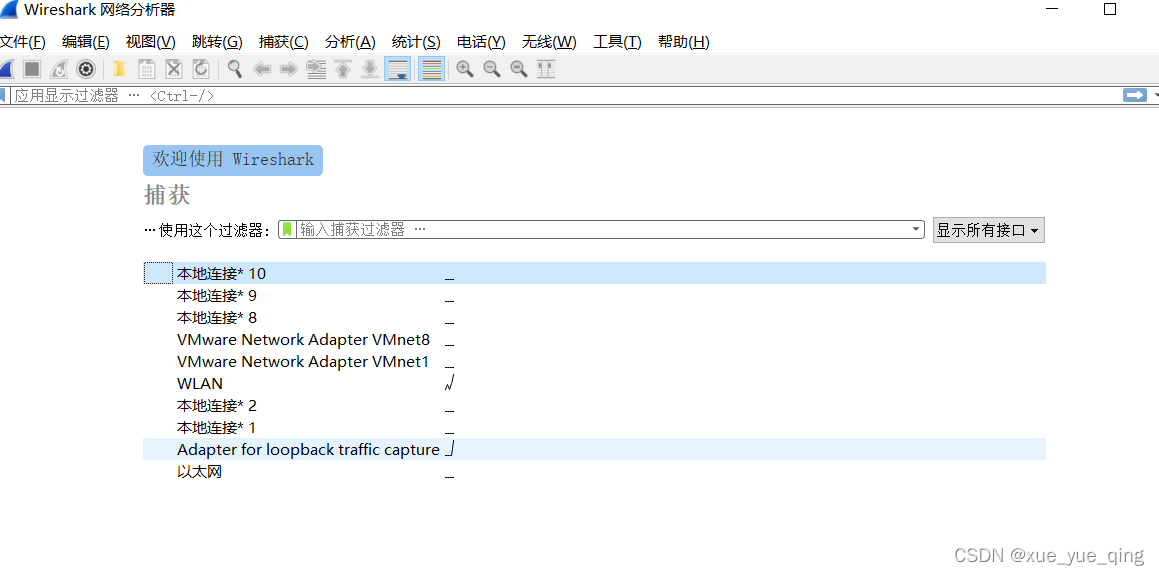 Wireshark 网络分析器
文件(F) 编辑(E) 视图(V) 跳转(G) 捕获(C) 分析(A) 统计(S) 电话(Y) 无线(W) 工具(T) 帮助(H)
应用显示过滤器 … <Ctrl-/>
欢迎使用 Wireshark
捕获
…使用这个过滤器: 输入捕获过滤器 … 显示所有接口
本地连接* 10
本地连接* 9
本地连接* 8
VMware Network Adapter VMnet8
VMware Network Adapter VMnet1
WLAN
本地连接* 2
本地连接* 1
Adapter for loopback traffic capture
以太网
CSDN @xue_yue_qing